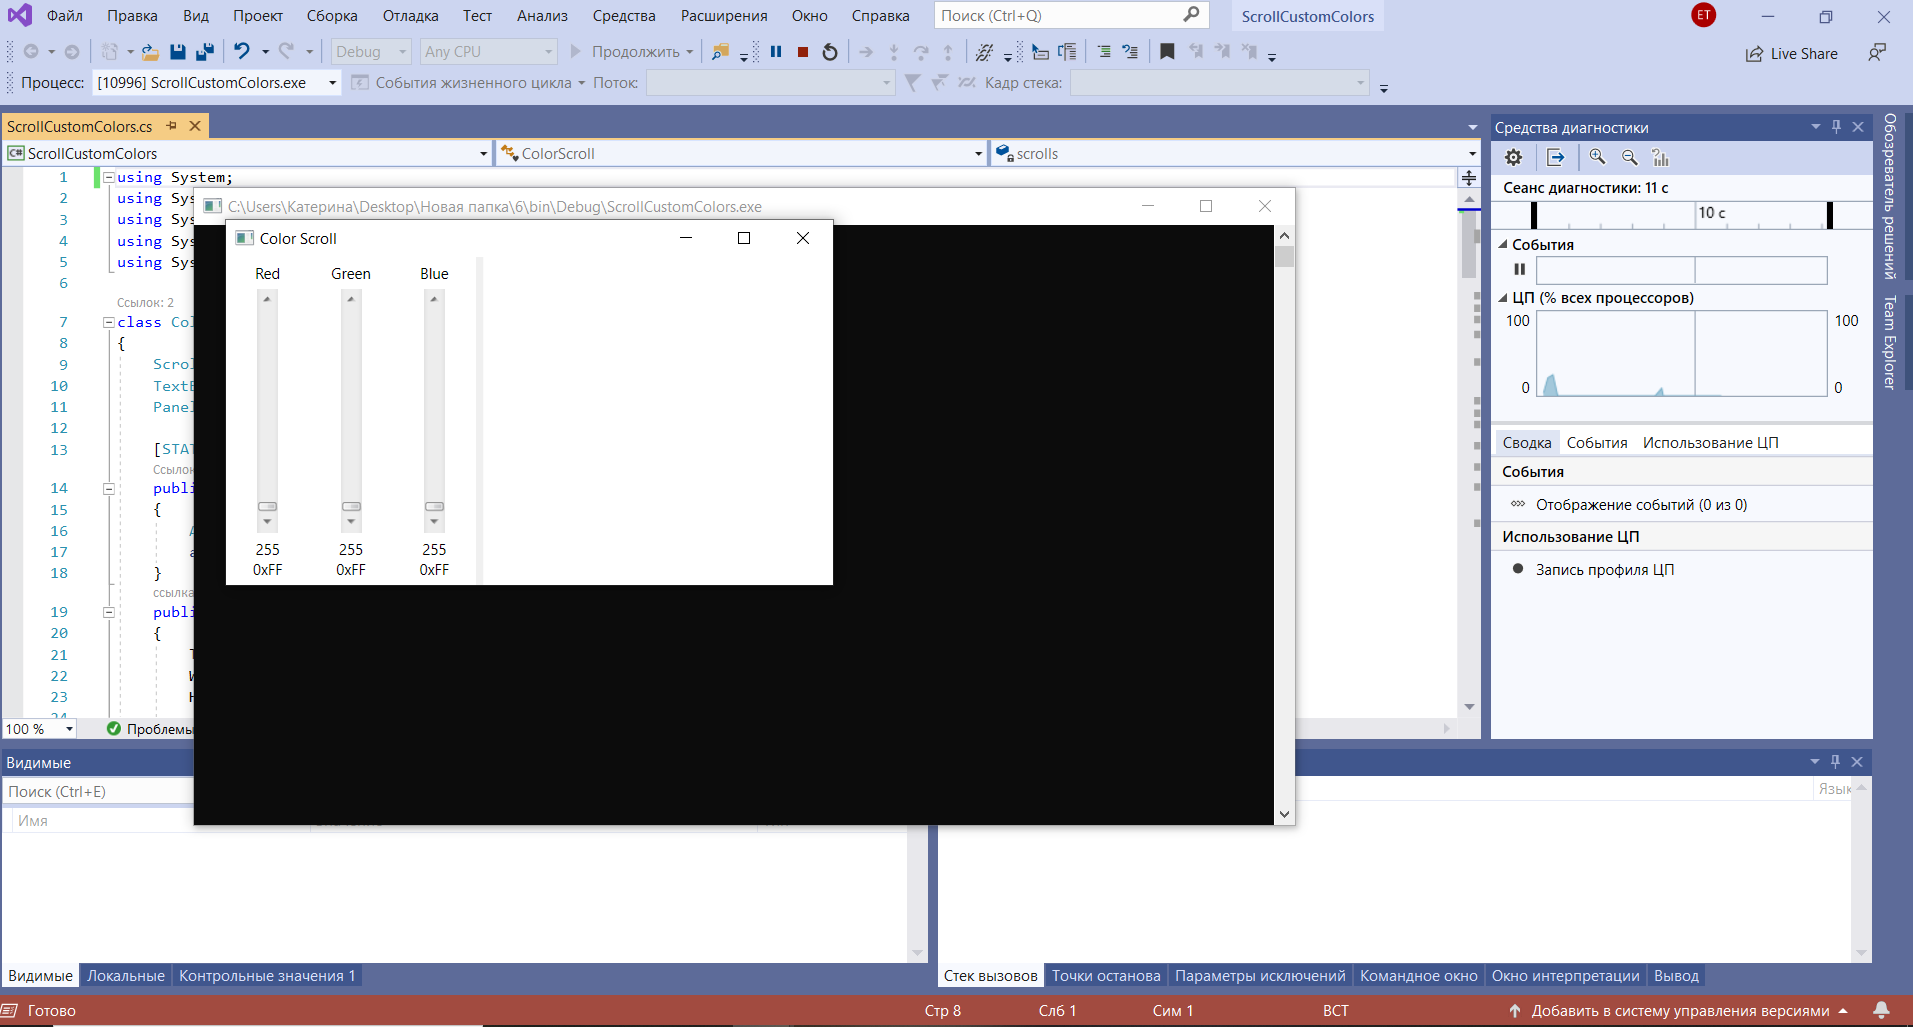 Файл Правка Вид Проект Сборка Отладка Тест Анализ Средства Расширения Окно Справка Поиск (Ctrl+Q) ScrollCustomColors ET
Debug Any CPU Продолжить Live Share
Процесс: [10996] ScrollCustomColors.exe События жизненного цикла Поток: Кадр стека:
ScrollCustomColors.cs
C# ScrollCustomColors ColorScroll scrolls
1 using System;
2 using Sys
3 using Sys
4 using Sys
5 using Sys
6
Ссылок: 2
7 class Col
8 {
9 Scrol
10
11 Panel
12
13 [STAT
Ссылок
14 publi
15 {
16
17 a
18 }
ссылка
19 publi
20 {
21
22
23
24
100 % Проблемы
C:\Users\Катерина\Desktop\Новая папка\6\bin\Debug\ScrollCustomColors.exe
Color Scroll
Red Green Blue
255 255 255
0xFF 0xFF 0xFF
Средства диагностики
Сеанс диагностики: 11 с
10 с
События
ЦП (% всех процессоров)
100 100
0 0
Сводка События Использование ЦП
События
Отображение событий (0 из 0)
Использование ЦП
Запись профиля ЦП
Обозреватель решений
Team Explorer
Видимые
Поиск (Ctrl+E)
Имя
Язык
Видимые Локальные Контрольные значения 1
Стек вызовов Точки останова Параметры исключений Командное окно Окно интерпретации Вывод
Готово Стр 8 Слб 1 Сим 1 ВСТ Добавить в систему управления версиями